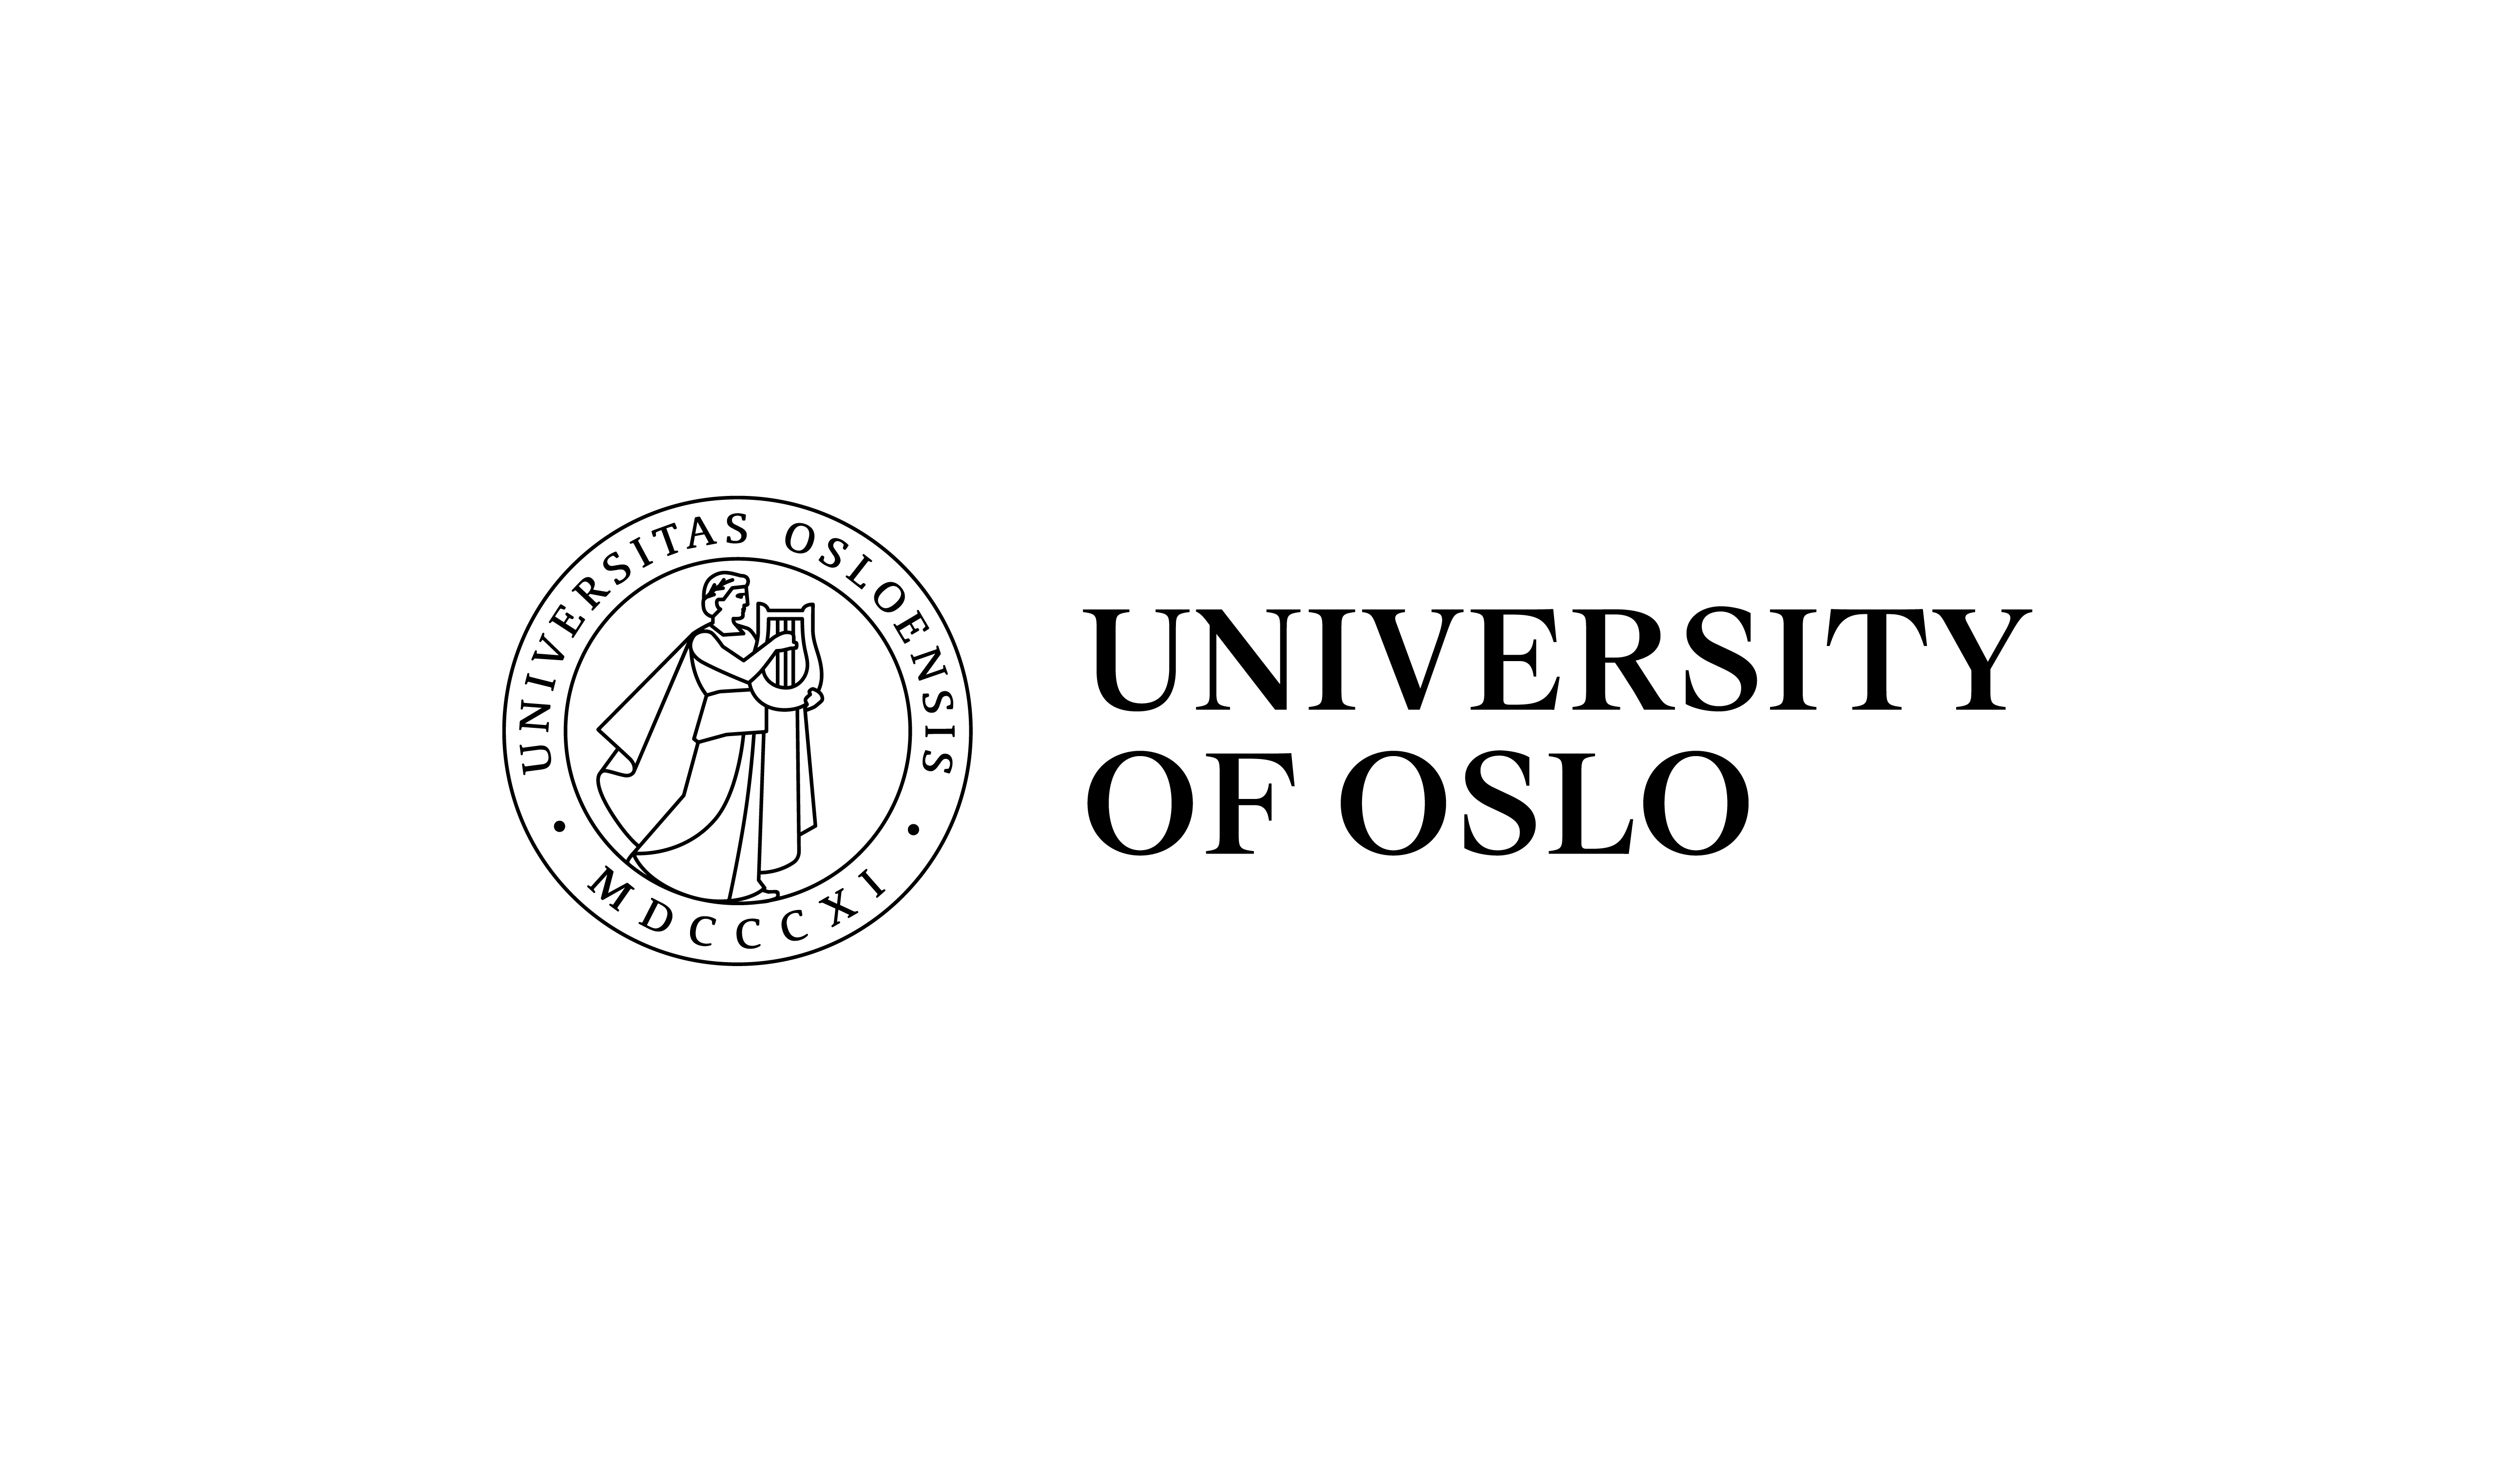 UNIVERSITAS OSLOENSIS
• MDCCCXI •
UNIVERSITY
OF OSLO